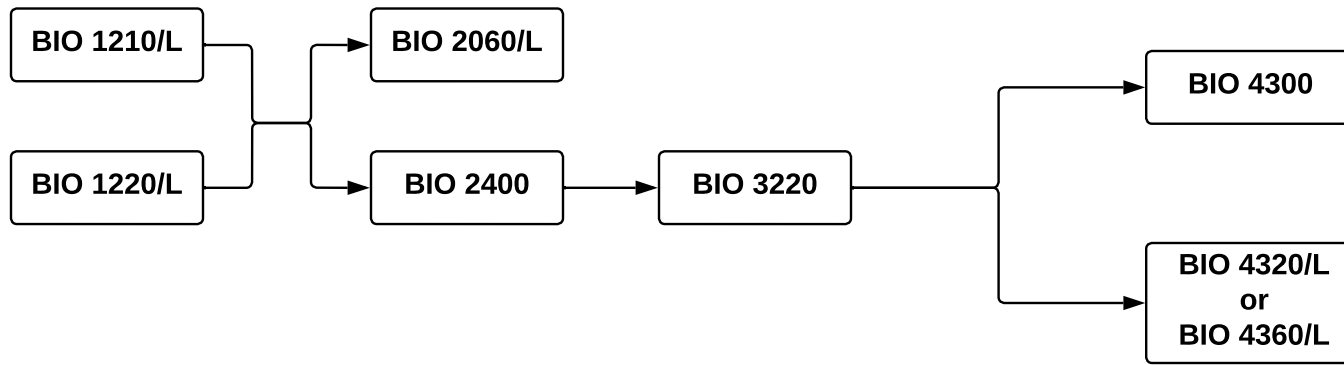 BIO 1210/L
BIO 2060/L
BIO 4300
BIO 1220/L
BIO 2400
BIO 3220
BIO 4320/L
or
BIO 4360/L